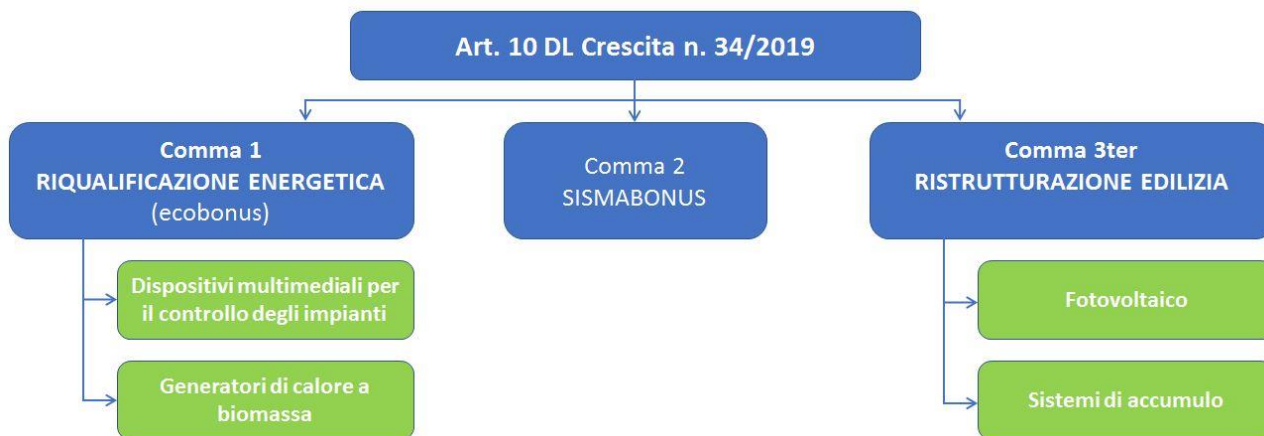 Art. 10 DL Crescita n. 34/2019
Comma 1
RIQUALIFICAZIONE ENERGETICA
(ecobonus)
Dispositivi multimediali per
il controllo degli impianti
Generatori di calore a
biomassa
Comma 2
SISMABONUS
Comma 3ter
RISTRUTTURAZIONE EDILIZIA
Fotovoltaico
Sistemi di accumulo